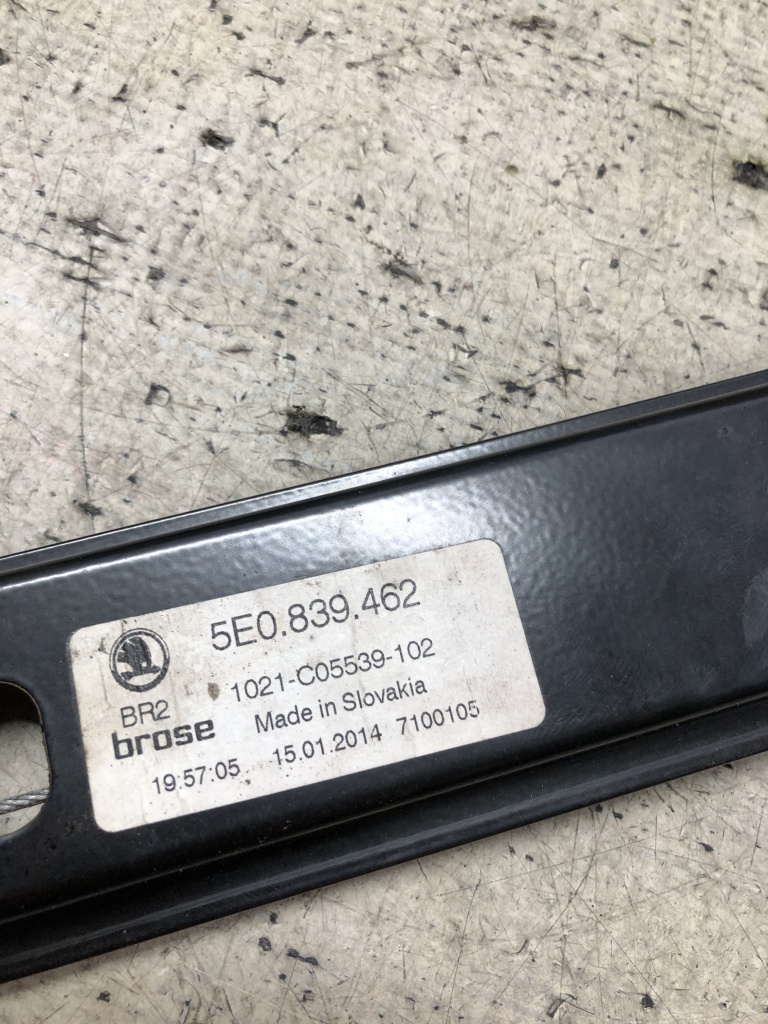 5E0.839.462
1021-C05539-102
BR2
brose
Made in Slovakia
19:57:05 15.01.2014 7100105